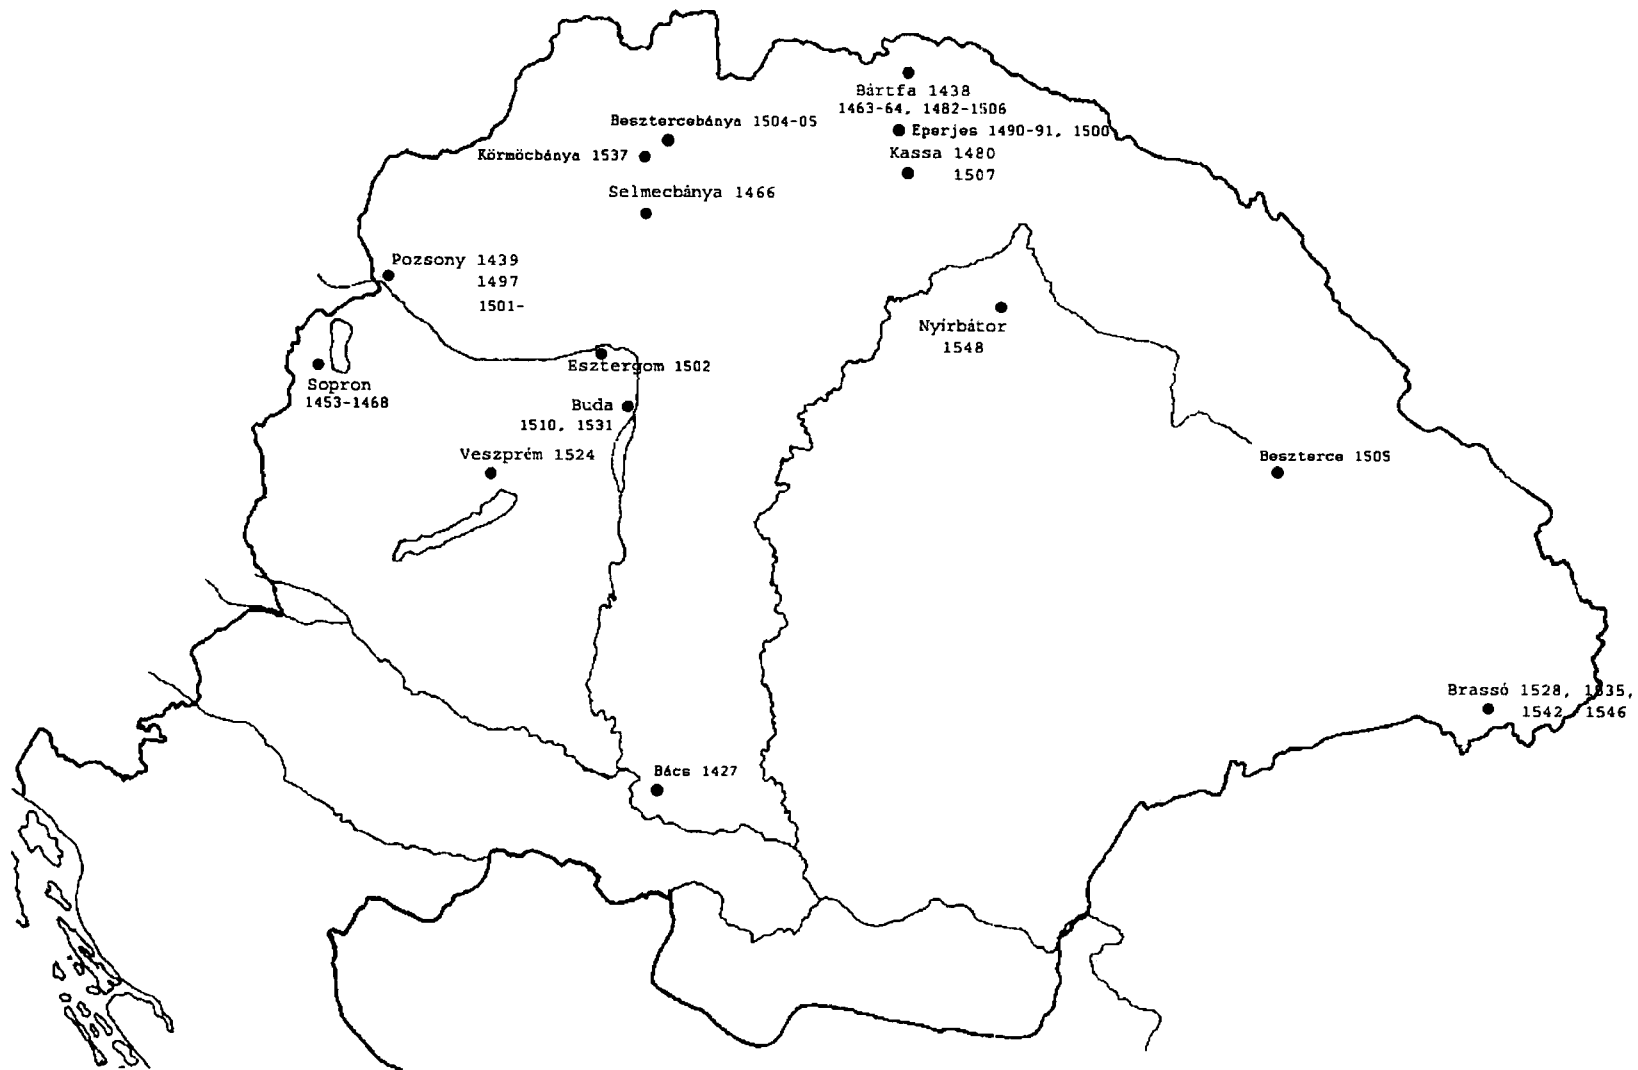 Bártfa 1438
1463-64, 1482-1506
Besztercebánya 1504-05
Eperjes 1490-91, 1500
Körmöcbánya 1537
Kassa 1480
1507
Selmecbánya 1466
Pozsony 1439
1497
1501-
Nyírbátor
1548
Esztergom 1502
Sopron
1453-1468
Buda
1510, 1531
Veszprém 1524
Beszterce 1505
Brassó 1528, 1535,
1542, 1546
Bács 1427